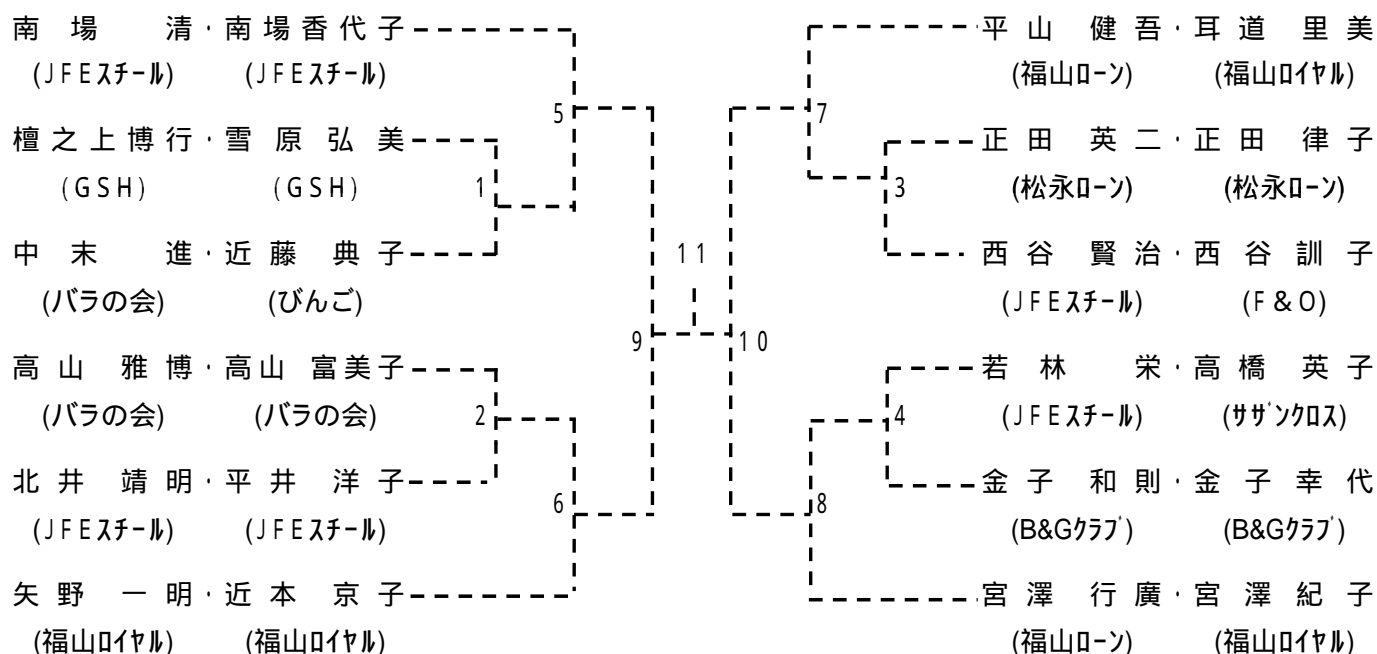 南場 清・南場香代子
(JFEスチール) (JFEスチール)
5
檀之上博行・雪原弘美
(GSH) (GSH)
1
中末 進・近藤典子
(バラの会) (びんご)
9
高山雅博・高山富美子
(バラの会) (バラの会)
2
北井靖明・平井洋子
(JFEスチール) (JFEスチール)
6
矢野一明・近本京子
(福山ロイヤル) (福山ロイヤル)
11
平山健吾・耳道里美
(福山ローン) (福山ロイヤル)
7
正田英二・正田律子
(松永ローン) (松永ローン)
3
西谷賢治・西谷訓子
(JFEスチール) (F&O)
10
若林 栄・高橋英子
(JFEスチール) (サザンクロス)
4
金子和則・金子幸代
(B&Gクラブ) (B&Gクラブ)
8
宮澤行廣・宮澤紀子
(福山ローン) (福山ロイヤル)